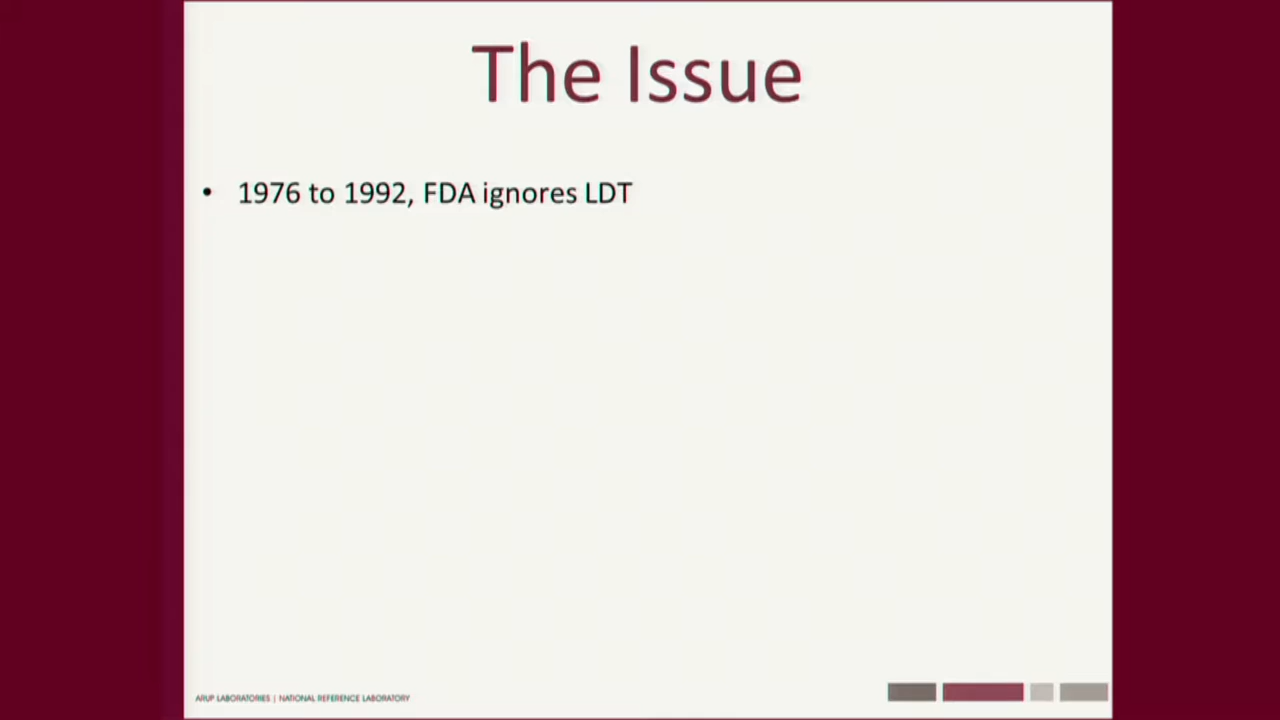 The Issue
• 1976 to 1992, FDA ignores LDT
ARUP LABORATORIES | NATIONAL REFERENCE LABORATORY